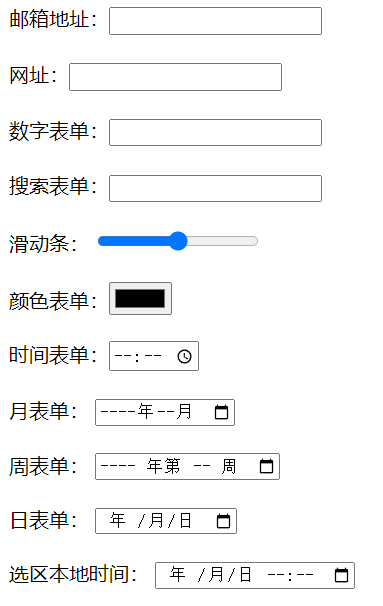 邮箱地址：
网址：
数字表单：
搜索表单：
滑动条：
颜色表单：
时间表单：--:--
月表单：----年--月
周表单：---- 年第 -- 周
日表单： 年 /月/日
选区本地时间： 年 /月/日 --:--